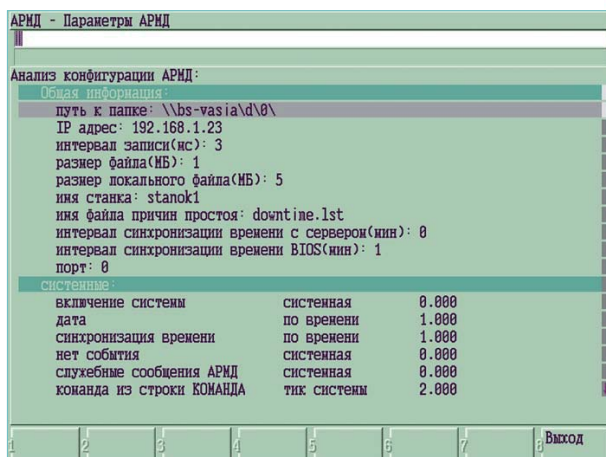 АРМД - Параметры АРМД
Анализ конфигурации АРМД:
Общая информация:
путь к папке: \\bs-vasia\d\0\
IP адрес: 192.168.1.23
интервал записи(мс): 3
размер файла(МБ): 1
размер локального файла(МБ): 5
имя станка: stanok1
имя файла причин простоя: downtime.lst
интервал синхронизации времени с сервером(мин): 0
интервал синхронизации времени BIOS(мин): 1
порт: 0
системные:
включение системы системная 0.000
дата по времени 1.000
синхронизация времени по времени 1.000
нет события системная 0.000
служебные сообщения АРМД системная 0.000
команда из строки КОМАНДА тик системы 2.000
1 2 3 4 5 6 7 8 Выход